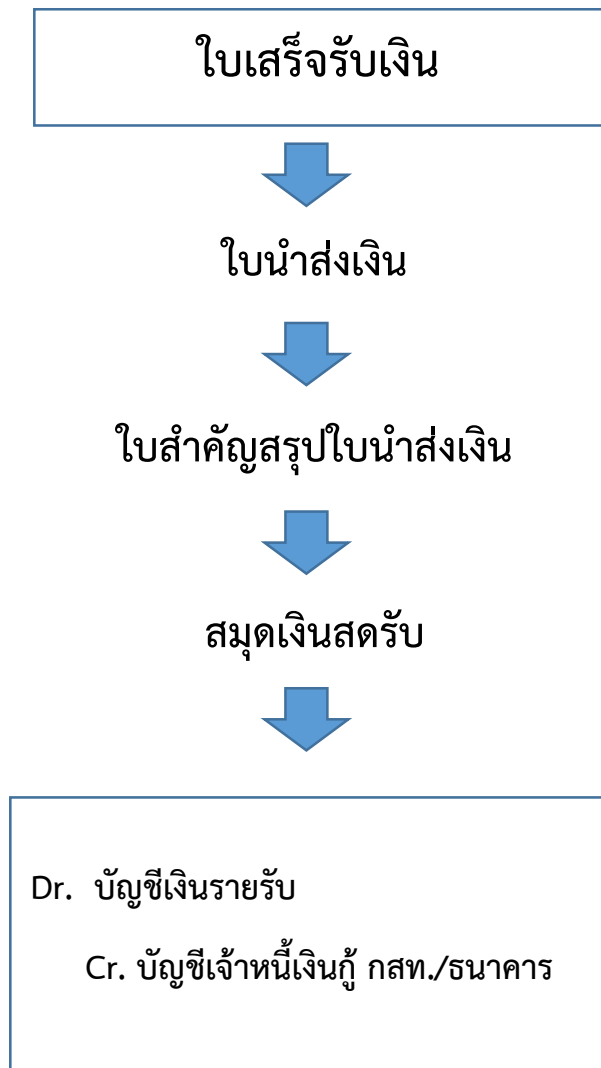 ใบเสร็จรับเงิน
ใบนำส่งเงิน
ใบสำคัญสรุปใบนำส่งเงิน
สมุดเงินสดรับ
Dr. บัญชีเงินรายรับ
Cr. บัญชีเจ้าหนี้เงินกู้ กสท./ธนาคาร